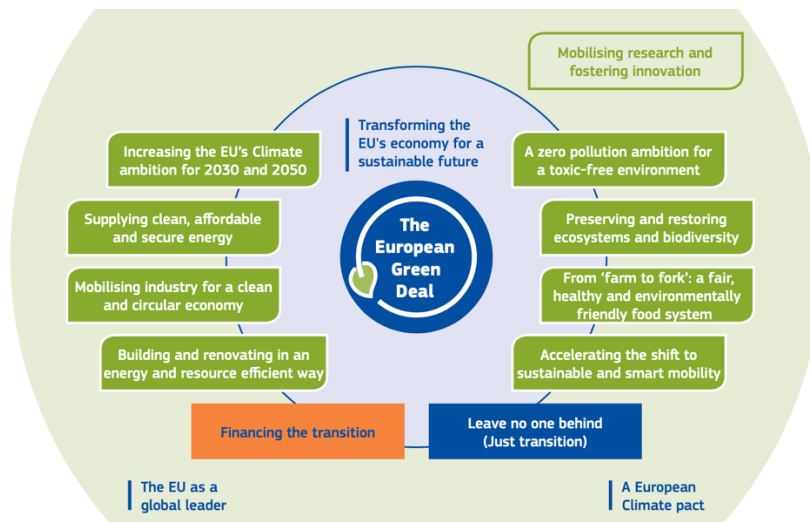 Mobilising research and
fostering innovation
Transforming the
EU's economy for a
sustainable future
Increasing the EU's Climate
ambition for 2030 and 2050
Supplying clean, affordable
and secure energy
Mobilising industry for a clean
and circular economy
Building and renovating in an
energy and resource efficient way
The
European
Green
Deal
A zero pollution ambition for
a toxic-free environment
Preserving and restoring
ecosystems and biodiversity
From ‘farm to fork’: a fair,
healthy and environmentally
friendly food system
Accelerating the shift to
sustainable and smart mobility
Financing the transition
Leave no one behind
(Just transition)
The EU as a
global leader
A European
Climate pact